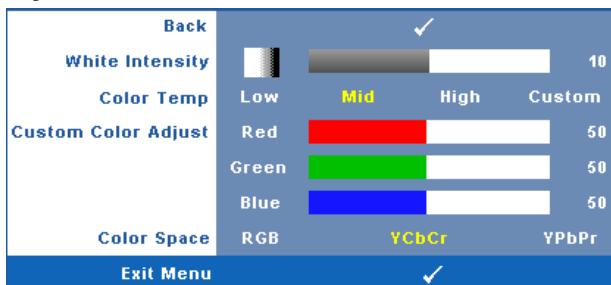 Back
White Intensity 10
Color Temp Low Mid High Custom
Custom Color Adjust Red 50
Green 50
Blue 50
Color Space RGB YCbCr YPbPr
Exit Menu